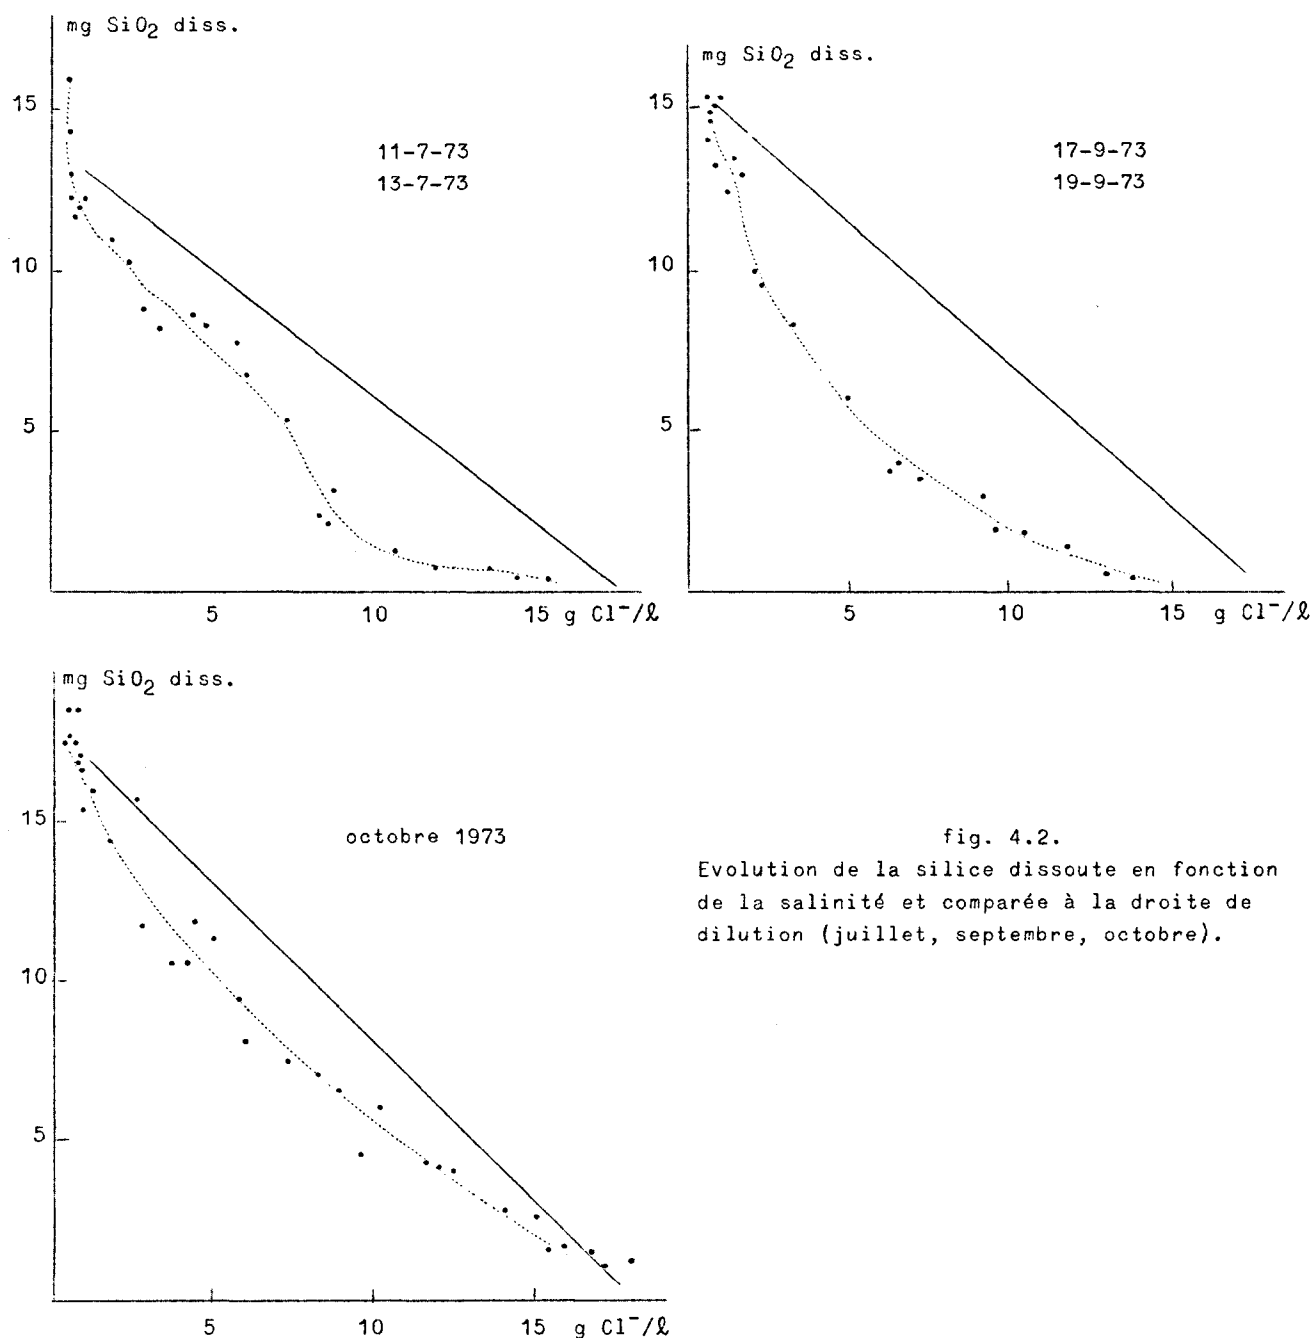 mg SiO₂ diss.
15
10
5
11-7-73
13-7-73
5 10 15 g Cl⁻/ℓ
mg SiO₂ diss.
15
10
5
17-9-73
19-9-73
5 10 15 g Cl⁻/ℓ
mg SiO₂ diss.
15
10
5
octobre 1973
5 10 15 g Cl⁻/ℓ
fig. 4.2.
Evolution de la silice dissoute en fonction
de la salinité et comparée à la droite de
dilution (juillet, septembre, octobre).